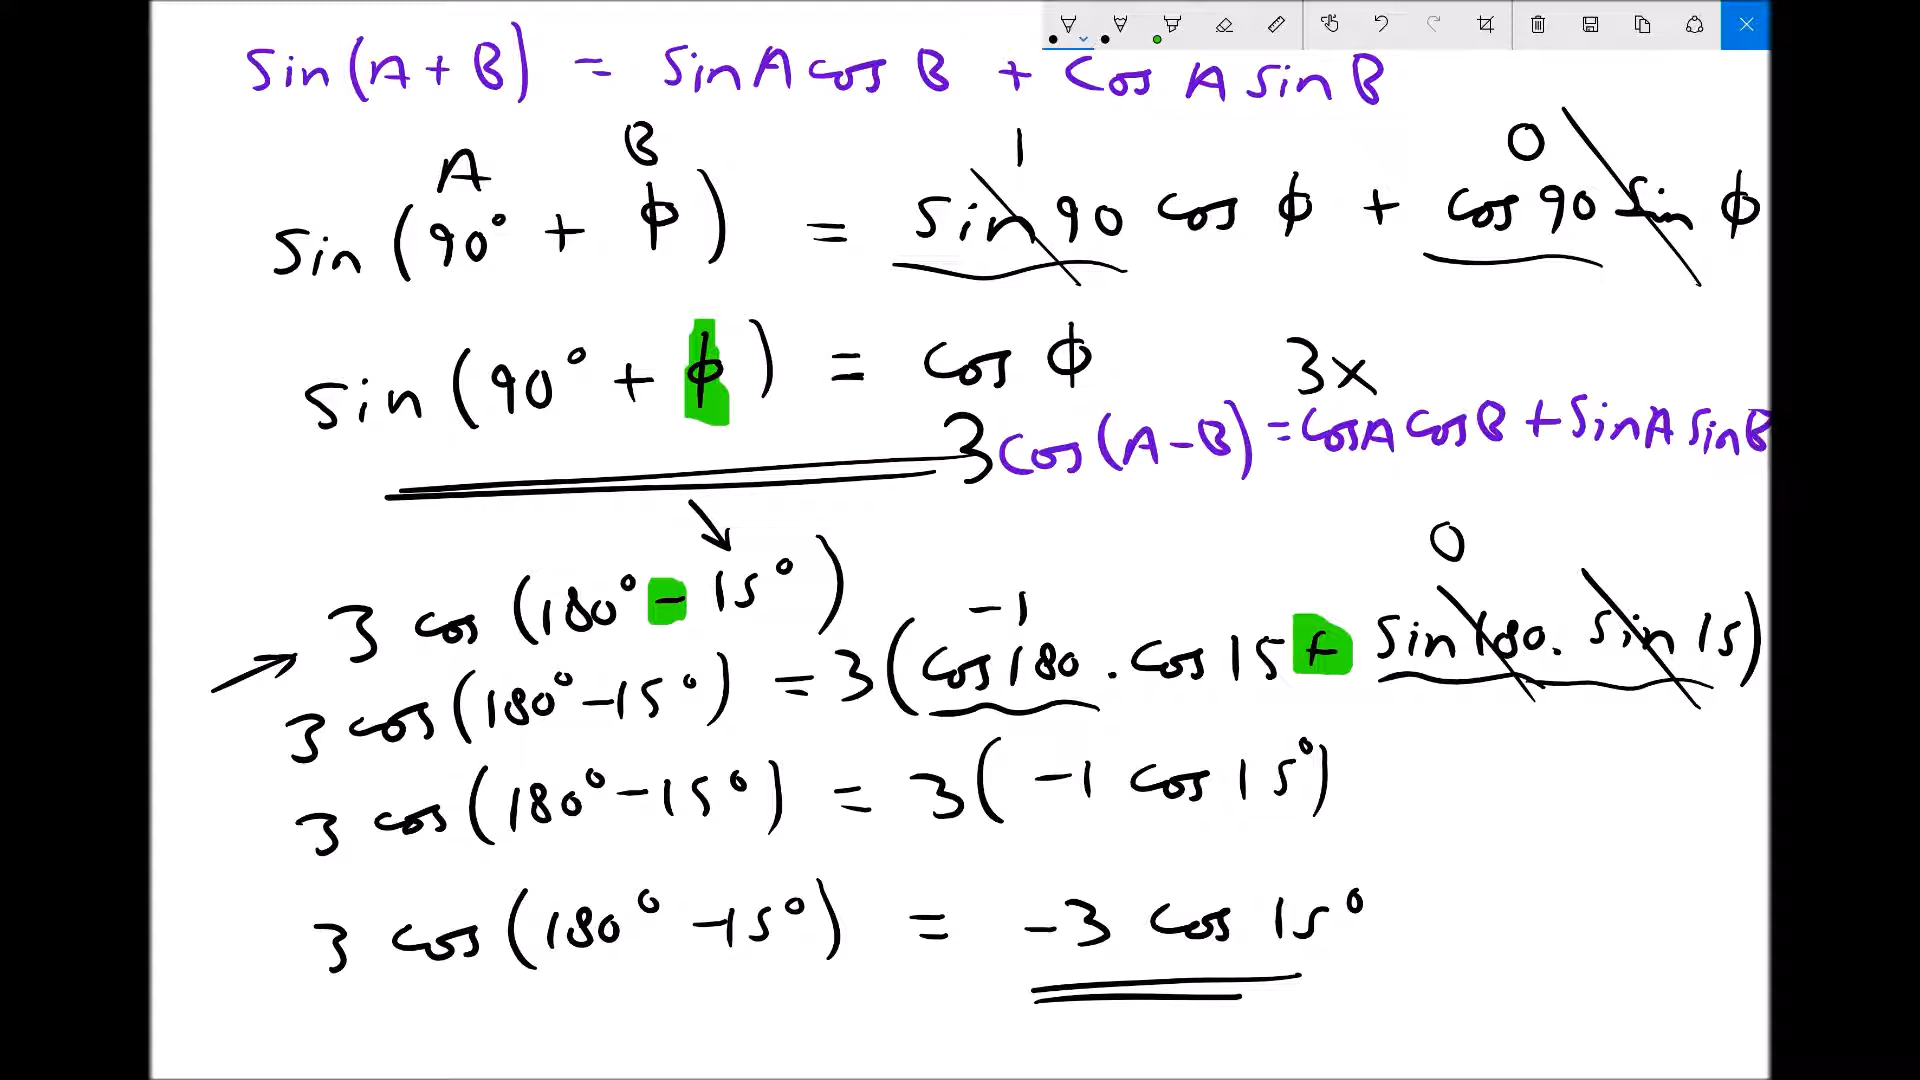 Sin(A + B) = SinA cos B + Cos A Sin B
A B 1 0
Sin (90° + ϕ) = Sin 90 cos ϕ + cos 90 Sin ϕ
Sin (90° + ϕ) = cos ϕ 3x
3 Cos(A - B) = CosA CosB + SinA SinB
0
3 cos (180° - 15°) -1
3 cos (180° - 15°) = 3 (cos 180 . cos 15 + Sin 180 . Sin 15)
3 cos (180° - 15°) = 3 (-1 cos 15°)
3 cos (180° - 15°) = -3 cos 15°